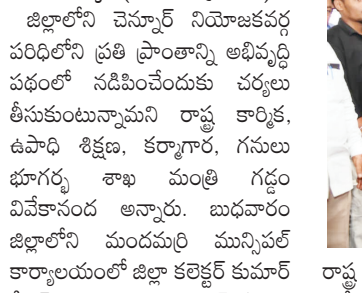 జిల్లాలోని చెన్నూర్ నియోజకవర్గ
పరిధిలోని ప్రతి ప్రాంతాన్ని అభివృద్ధి
పథంలో నడిపించేందుకు చర్యలు
తీసుకుంటున్నామని రాష్ట్ర కార్మిక,
ఉపాధి శిక్షణ, కర్మాగార, గనులు
భూగర్భ శాఖ మంత్రి గడ్డం
వివేకానంద అన్నారు. బుధవారం
జిల్లాలోని మందమర్రి మున్సిపల్
కార్యాలయంలో జిల్లా కలెక్టర్ కుమార్
రాష్ట్ర